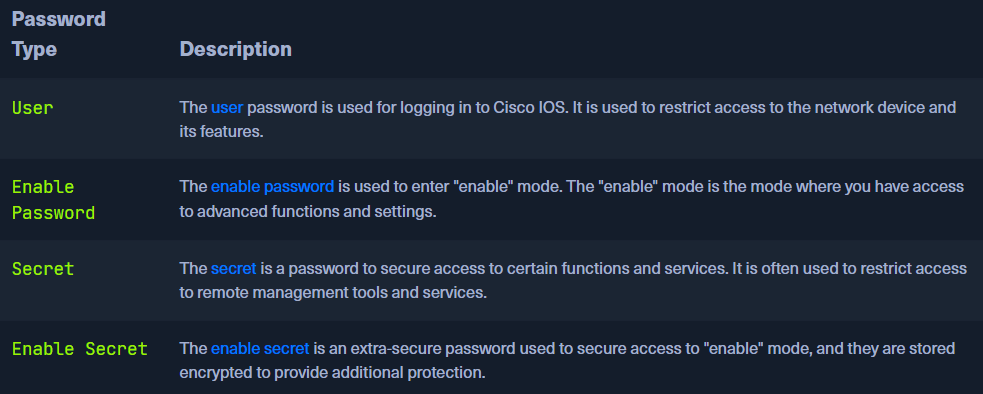 Password
Type Description
User The user password is used for logging in to Cisco IOS. It is used to restrict access to the network device and
its features.
Enable The enable password is used to enter "enable" mode. The "enable" mode is the mode where you have access
Password to advanced functions and settings.
Secret The secret is a password to secure access to certain functions and services. It is often used to restrict access
to remote management tools and services.
Enable Secret The enable secret is an extra-secure password used to secure access to "enable" mode, and they are stored
encrypted to provide additional protection.